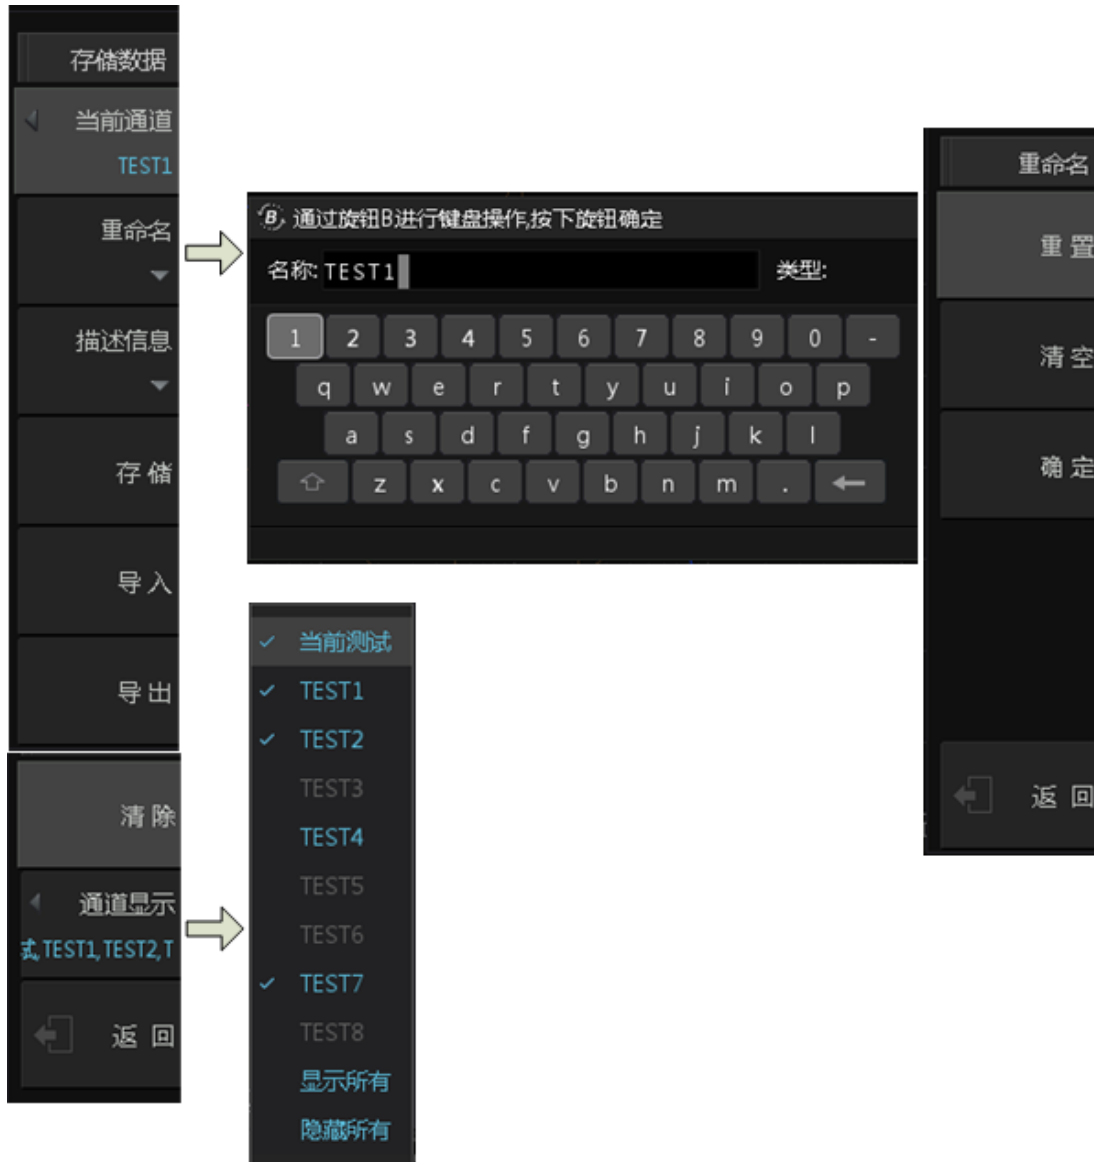 存储数据
当前通道
TEST1
重命名
描述信息
存 储
导 入
导 出
清 除
通道显示
式,TEST1,TEST2,T
返 回
B 通过旋钮B进行键盘操作,按下旋钮确定
名称: TEST1 类型:
1 2 3 4 5 6 7 8 9 0 -
q w e r t y u i o p
a s d f g h j k l
z x c v b n m .
当前测试
TEST1
TEST2
TEST3
TEST4
TEST5
TEST6
TEST7
TEST8
显示所有
隐藏所有
重命名
重 置
清 空
确 定
返 回